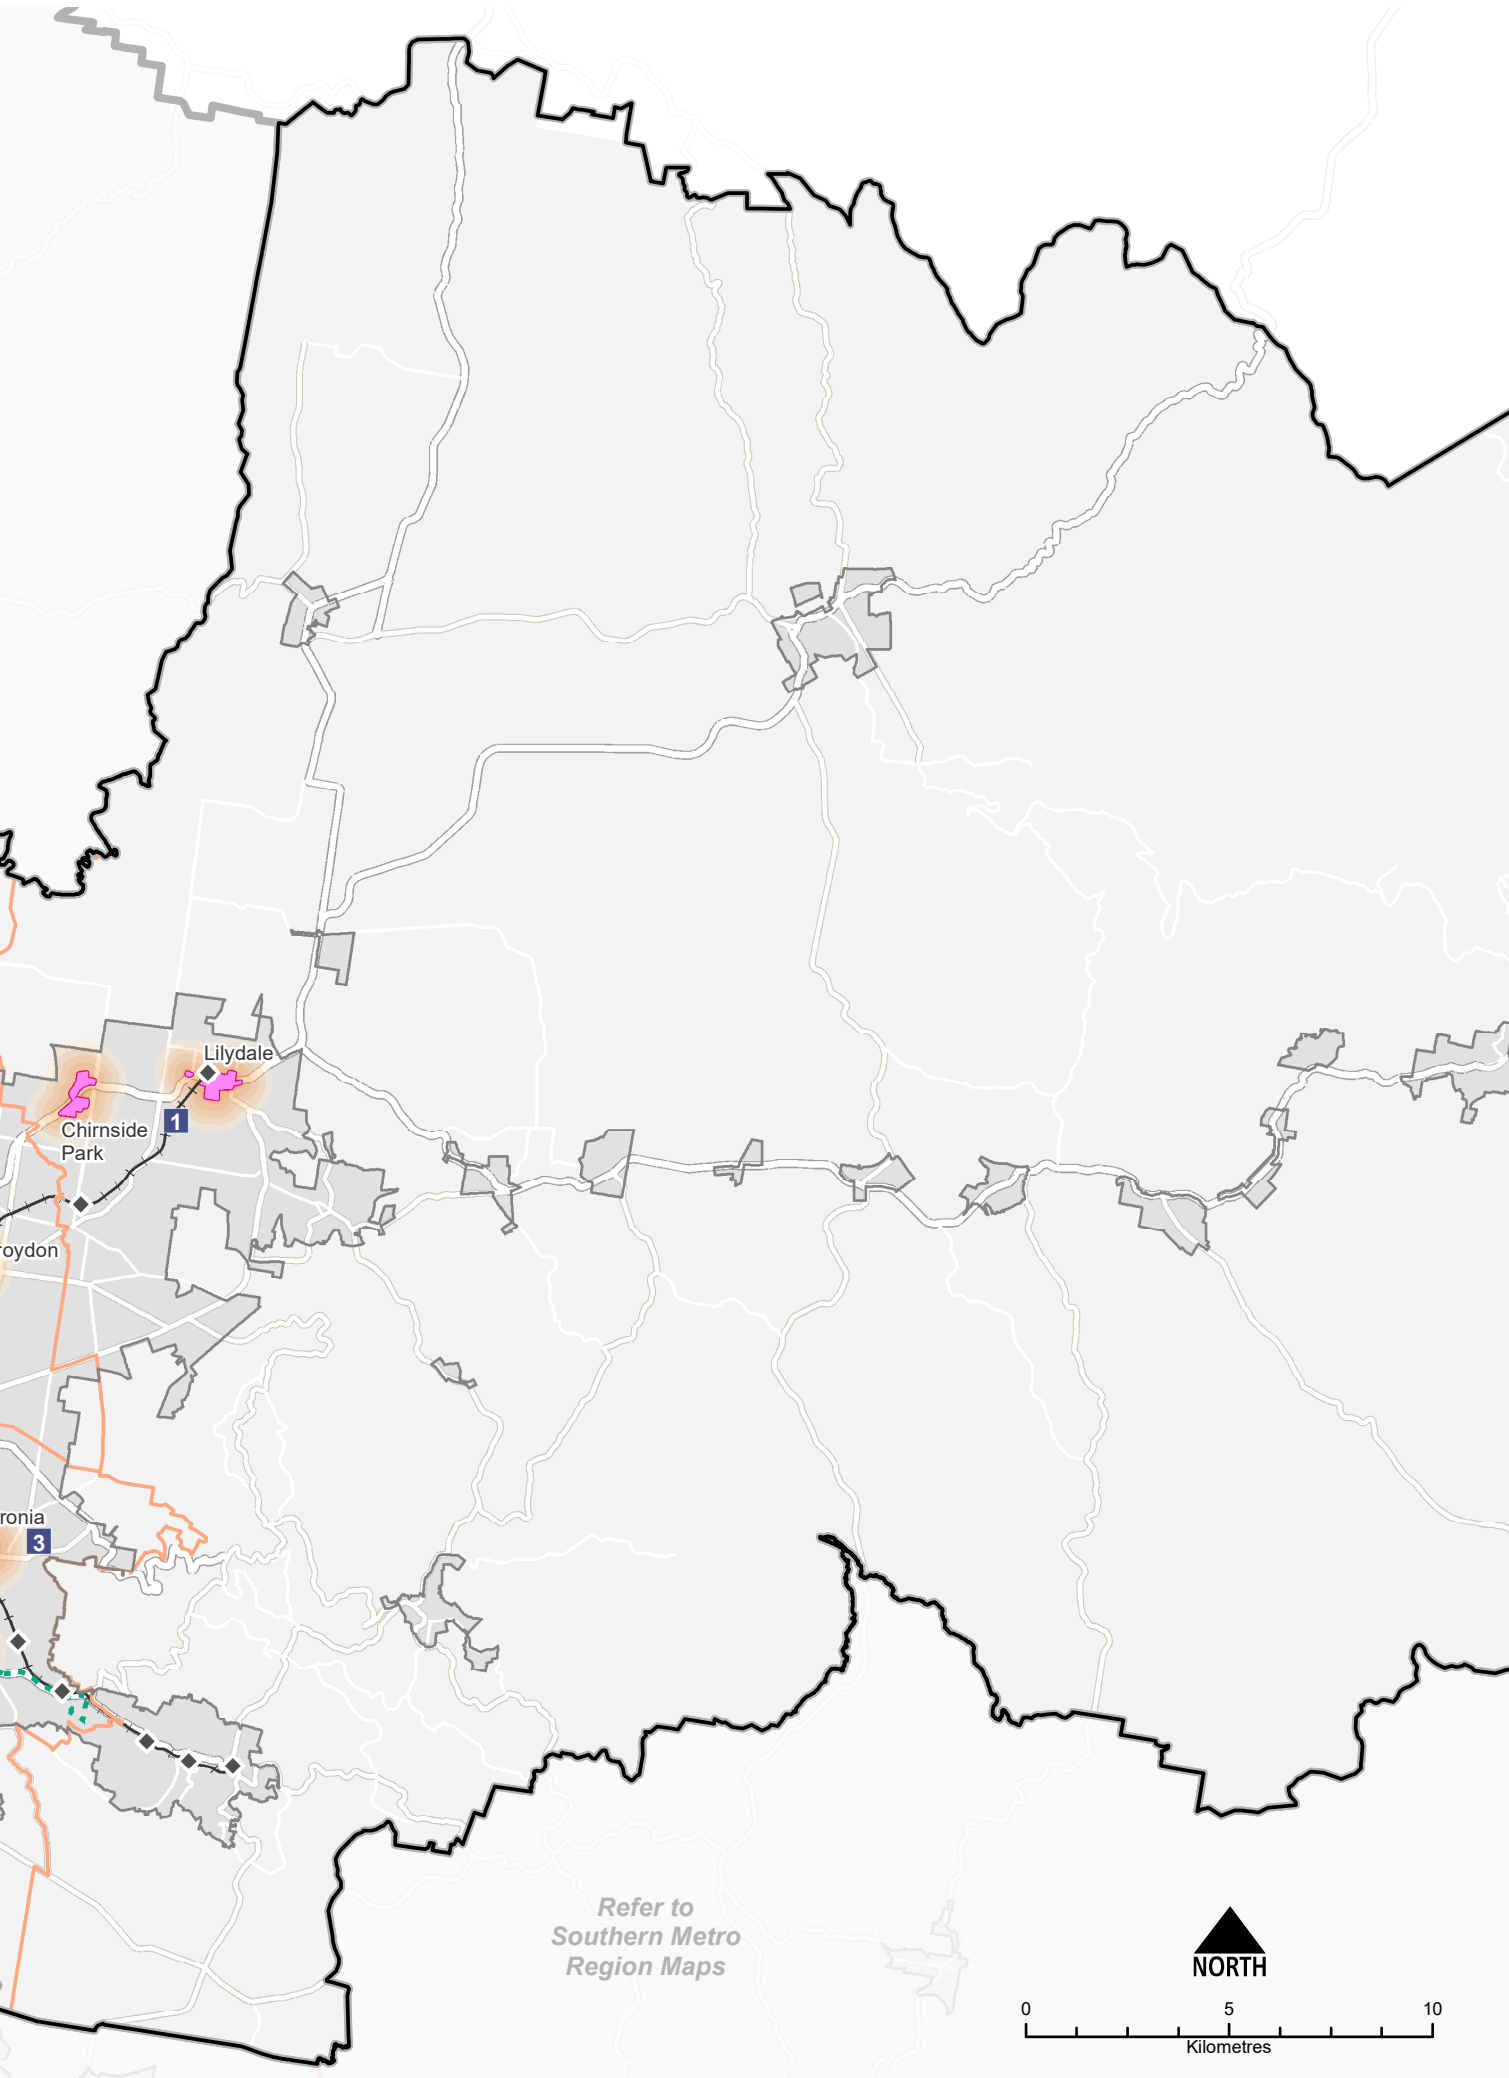 Lilydale
1
Chirnside
Park
roydon
ronia
3
Refer to
Southern Metro
Region Maps
NORTH
0 5 10
Kilometres